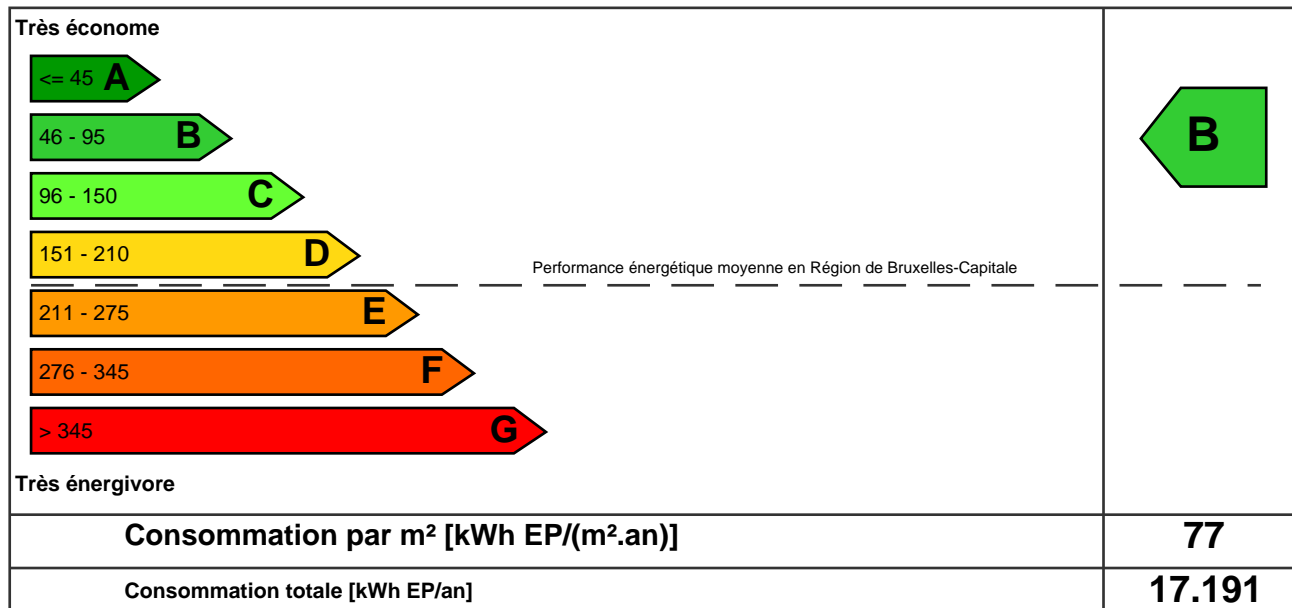 Très économe
<= 45 A
46 - 95 B
B
96 - 150 C
151 - 210 D
Performance énergétique moyenne en Région de Bruxelles-Capitale
211 - 275 E
276 - 345 F
> 345 G
Très énergivore
Consommation par m² [kWh EP/(m².an)] 77
Consommation totale [kWh EP/an] 17.191